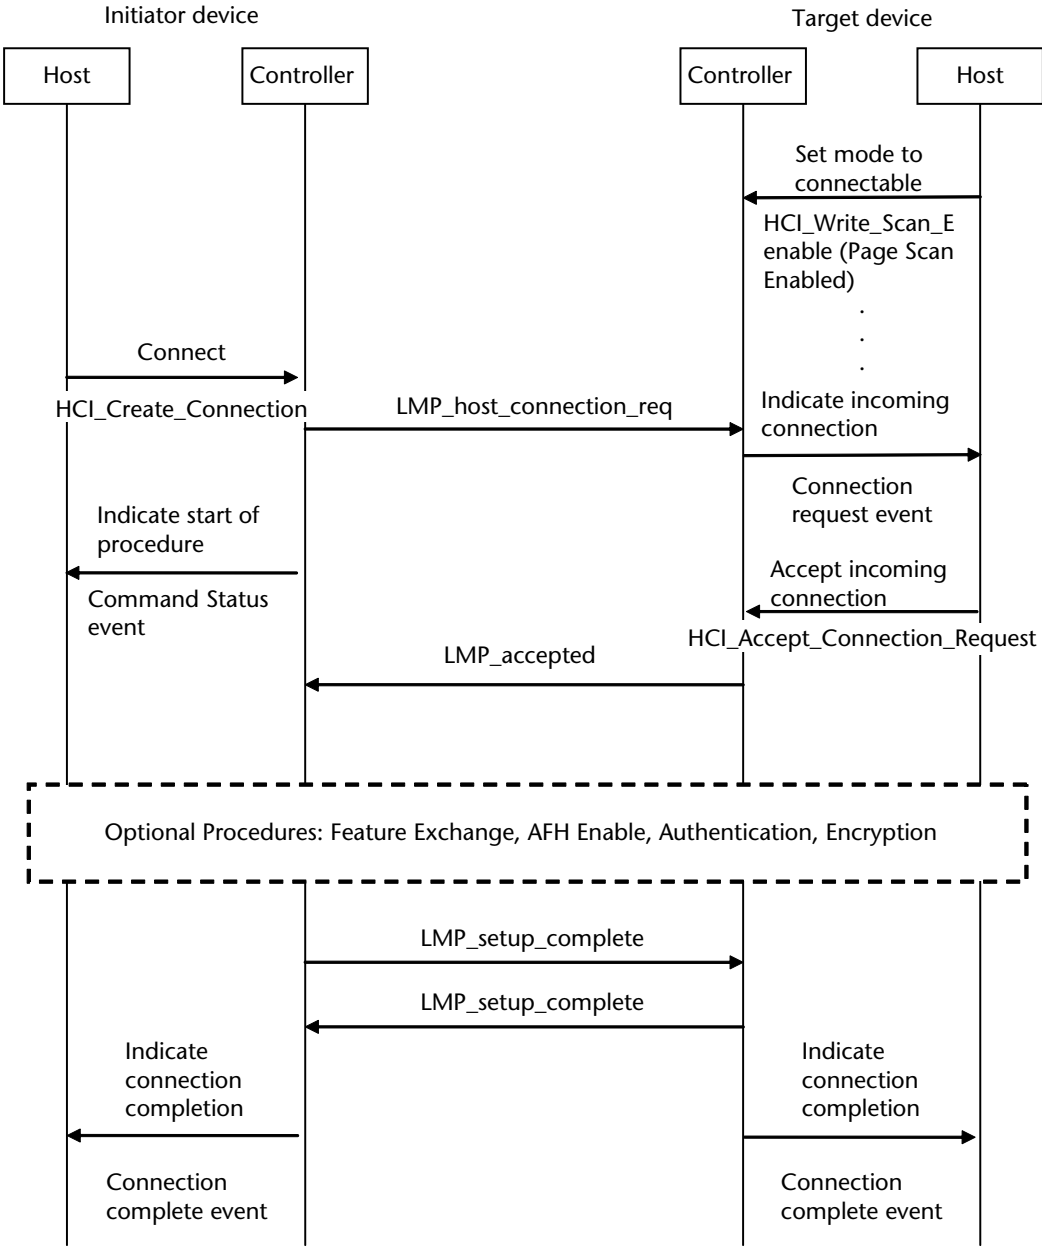 Initiator device
Target device
Host
Controller
Controller
Host
Set mode to
connectable
HCI_Write_Scan_E
enable (Page Scan
Enabled)
.
.
.
Connect
HCI_Create_Connection
LMP_host_connection_req
Indicate incoming
connection
Connection
request event
Indicate start of
procedure
Command Status
event
Accept incoming
connection
HCI_Accept_Connection_Request
LMP_accepted
Optional Procedures: Feature Exchange, AFH Enable, Authentication, Encryption
LMP_setup_complete
LMP_setup_complete
Indicate
connection
completion
Connection
complete event
Indicate
connection
completion
Connection
complete event